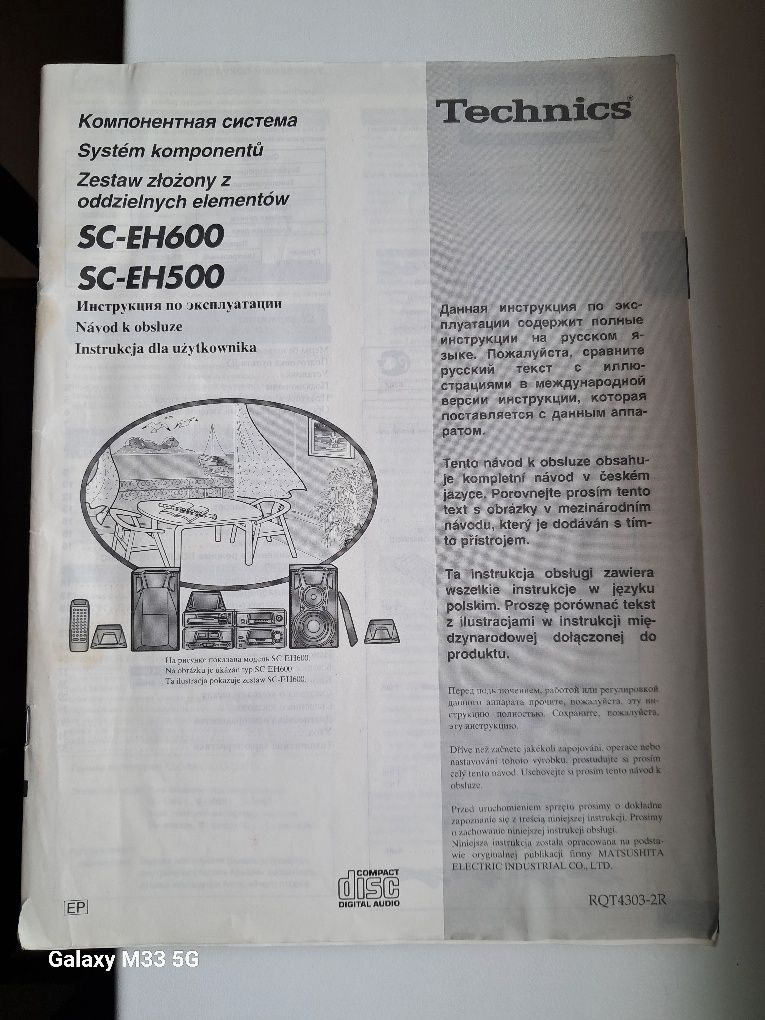 Компонентная система
Systém komponentů
Zestaw złożony z
oddzielnych elementów
SC-EH600
SC-EH500
Инструкция по эксплуатации
Návod k obsluze
Instrukcja dla użytkownika
На рисунке показана модель SC-EH600.
Na obrázku je ukázán typ SC-EH600
Ta ilustracja pokazuje zestaw SC-EH600.
EP
COMPACT
disc
DIGITAL AUDIO
Technics®
Данная инструкция по экс-
плуатации содержит полные
инструкции на русском я-
зыке. Пожалуйста, сравните
русский текст с иллю-
страциями в международной
версии инструкции, которая
поставляется с данным аппа-
ратом.
Tento návod k obsluze obsahu-
je kompletní návod v českém
jazyce. Porovnejte prosím tento
text s obrázky v mezinárodním
návodu, který je dodáván s tím-
to přístrojem.
Ta instrukcja obsługi zawiera
wszelkie instrukcje w języku
polskim. Proszę porównać tekst
z ilustracjami w instrukcji mię-
dzynarodowej dołączonej do
produktu.
Перед подключением, работой или регулировкой
данного аппарата прочтите, пожалуйста, эту ин-
струкцию полностью. Сохраните, пожалуйста,
эту инструкцию.
Dříve než začnete jakékoli zapojování, operace nebo
nastavování tohoto výrobku, prostudujte si prosím
celý tento návod. Uschovejte si prosím tento návod k
obsluze.
Przed uruchomieniem sprzętu prosimy o dokładne
zapoznanie się z treścią niniejszej instrukcji. Prosimy
o zachowanie niniejszej instrukcji obsługi.
Niniejsza instrukcja została opracowana na podsta-
wie oryginalnej publikacji firmy MATSUSHITA
ELECTRIC INDUSTRIAL CO., LTD.
RQT4303-2R
Galaxy M33 5G